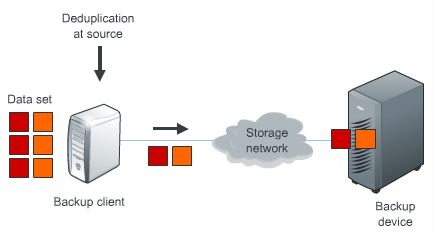 Deduplication
at source
Data set
Storage
network
Backup client
Backup
device